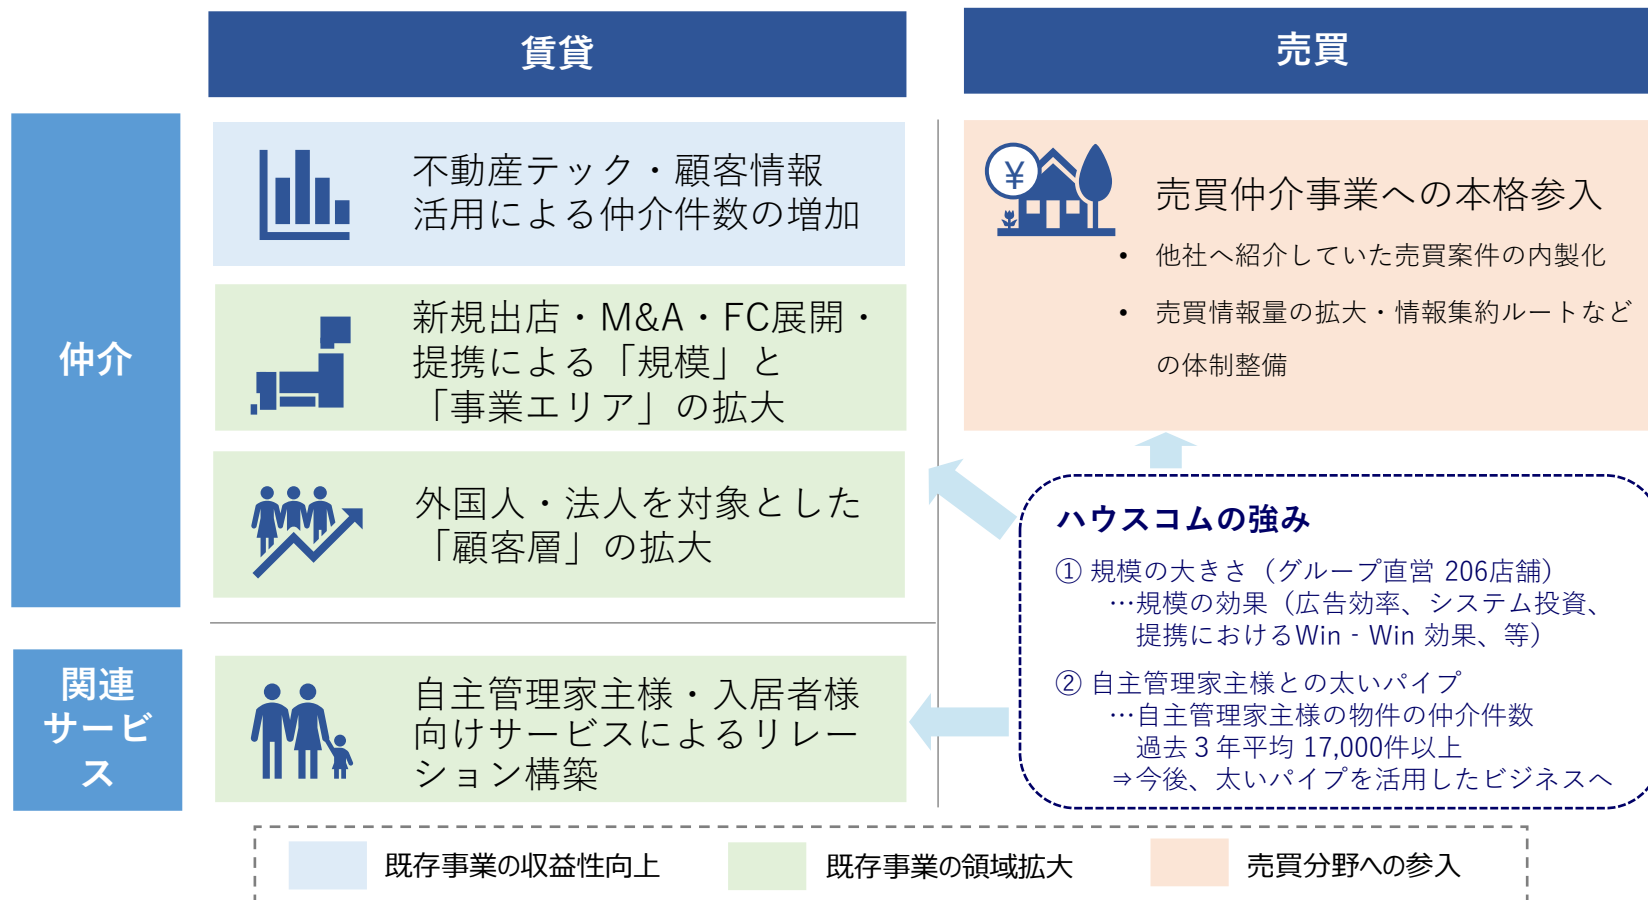 賃貸
売買
仲介
不動産テック・顧客情報
活用による仲介件数の増加
新規出店・M&A・FC展開・
提携による「規模」と
「事業エリア」の拡大
外国人・法人を対象とした
「顧客層」の拡大
¥
売買仲介事業への本格参入
• 他社へ紹介していた売買案件の内製化
• 売買情報量の拡大・情報集約ルートなど
の体制整備
関連
サービ
ス
自主管理家主様・入居者様
向けサービスによるリレー
ション構築
ハウスコムの強み
① 規模の大きさ（グループ直営 206店舗）
…規模の効果（広告効率、システム投資、
提携におけるWin - Win 効果、等）
② 自主管理家主様との太いパイプ
…自主管理家主様の物件の仲介件数
過去３年平均 17,000件以上
⇒今後、太いパイプを活用したビジネスへ
既存事業の収益性向上
既存事業の領域拡大
売買分野への参入